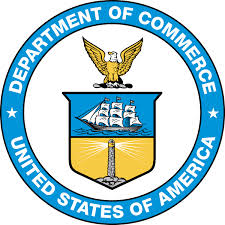 DEPARTMENT OF COMMERCE
UNITED STATES OF AMERICA